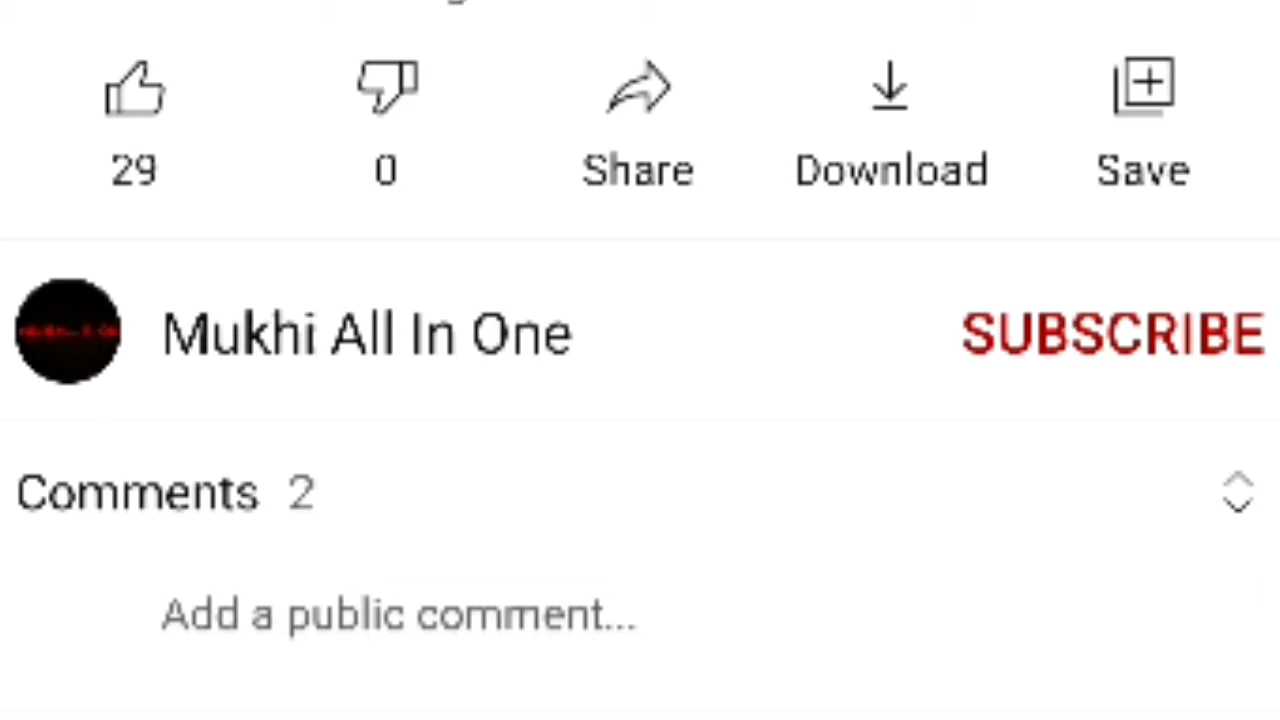 29
0
Share
Download
Save
Mukhi All In One
SUBSCRIBE
Comments 2
Add a public comment...